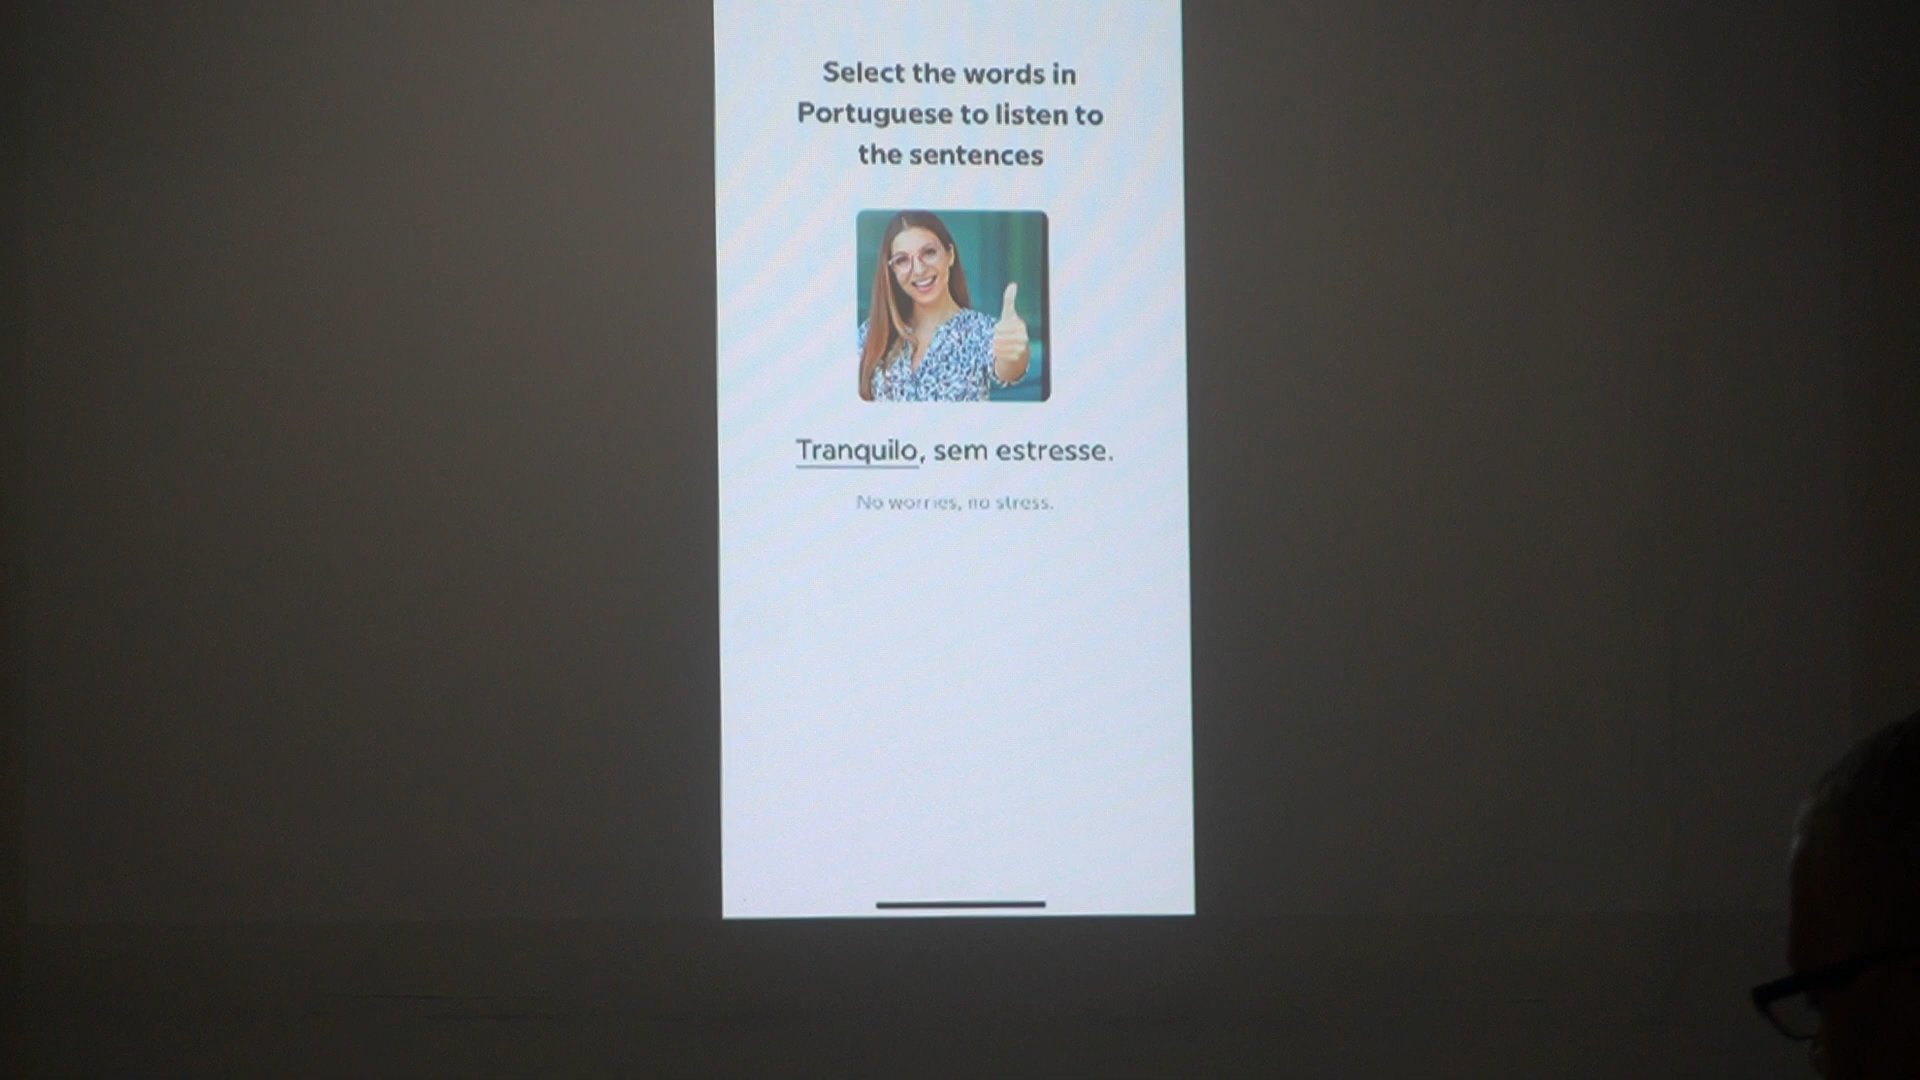 Select the words in
Portuguese to listen to
the sentences
Tranquilo, sem estresse.
No worries, no stress.